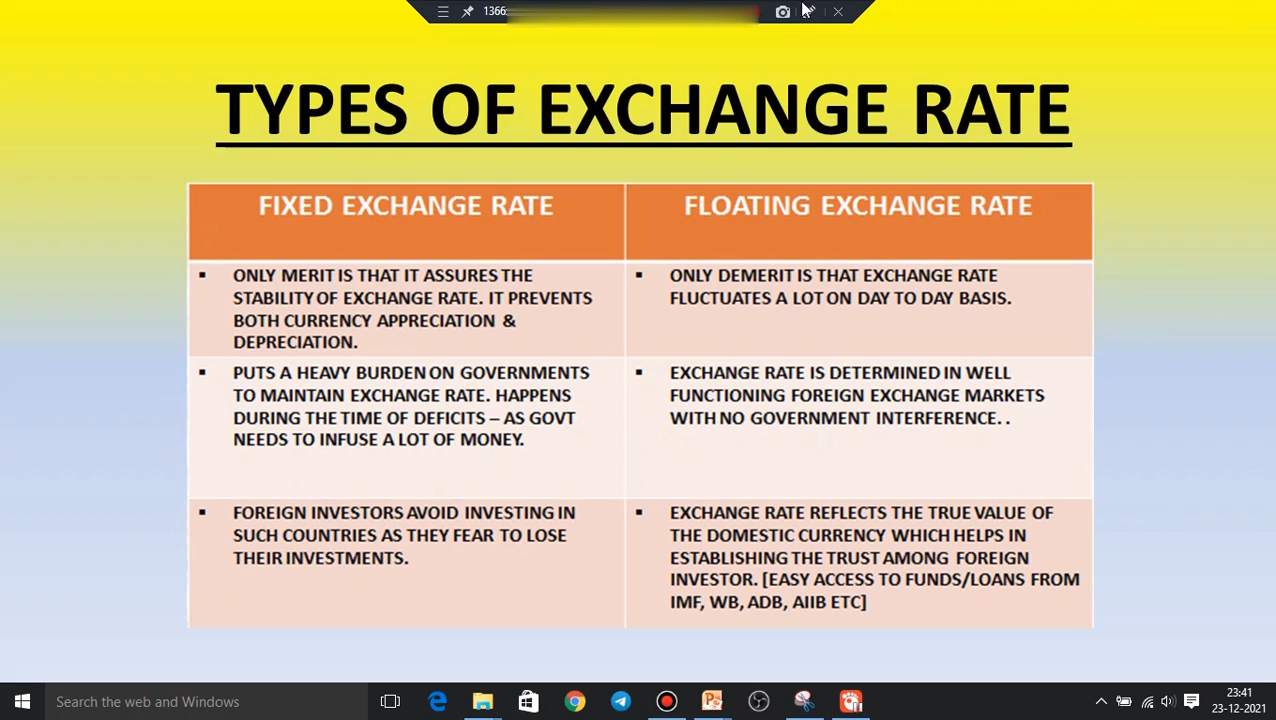 1366
TYPES OF EXCHANGE RATE
FIXED EXCHANGE RATE
FLOATING EXCHANGE RATE
▪ ONLY MERIT IS THAT IT ASSURES THE
STABILITY OF EXCHANGE RATE. IT PREVENTS
BOTH CURRENCY APPRECIATION &
DEPRECIATION.
▪ ONLY DEMERIT IS THAT EXCHANGE RATE
FLUCTUATES A LOT ON DAY TO DAY BASIS.
▪ PUTS A HEAVY BURDEN ON GOVERNMENTS
TO MAINTAIN EXCHANGE RATE. HAPPENS
DURING THE TIME OF DEFICITS – AS GOVT
NEEDS TO INFUSE A LOT OF MONEY.
▪ EXCHANGE RATE IS DETERMINED IN WELL
FUNCTIONING FOREIGN EXCHANGE MARKETS
WITH NO GOVERNMENT INTERFERENCE. .
▪ FOREIGN INVESTORS AVOID INVESTING IN
SUCH COUNTRIES AS THEY FEAR TO LOSE
THEIR INVESTMENTS.
▪ EXCHANGE RATE REFLECTS THE TRUE VALUE OF
THE DOMESTIC CURRENCY WHICH HELPS IN
ESTABLISHING THE TRUST AMONG FOREIGN
INVESTOR. [EASY ACCESS TO FUNDS/LOANS FROM
IMF, WB, ADB, AIIB ETC]
Search the web and Windows
23:41
23-12-2021